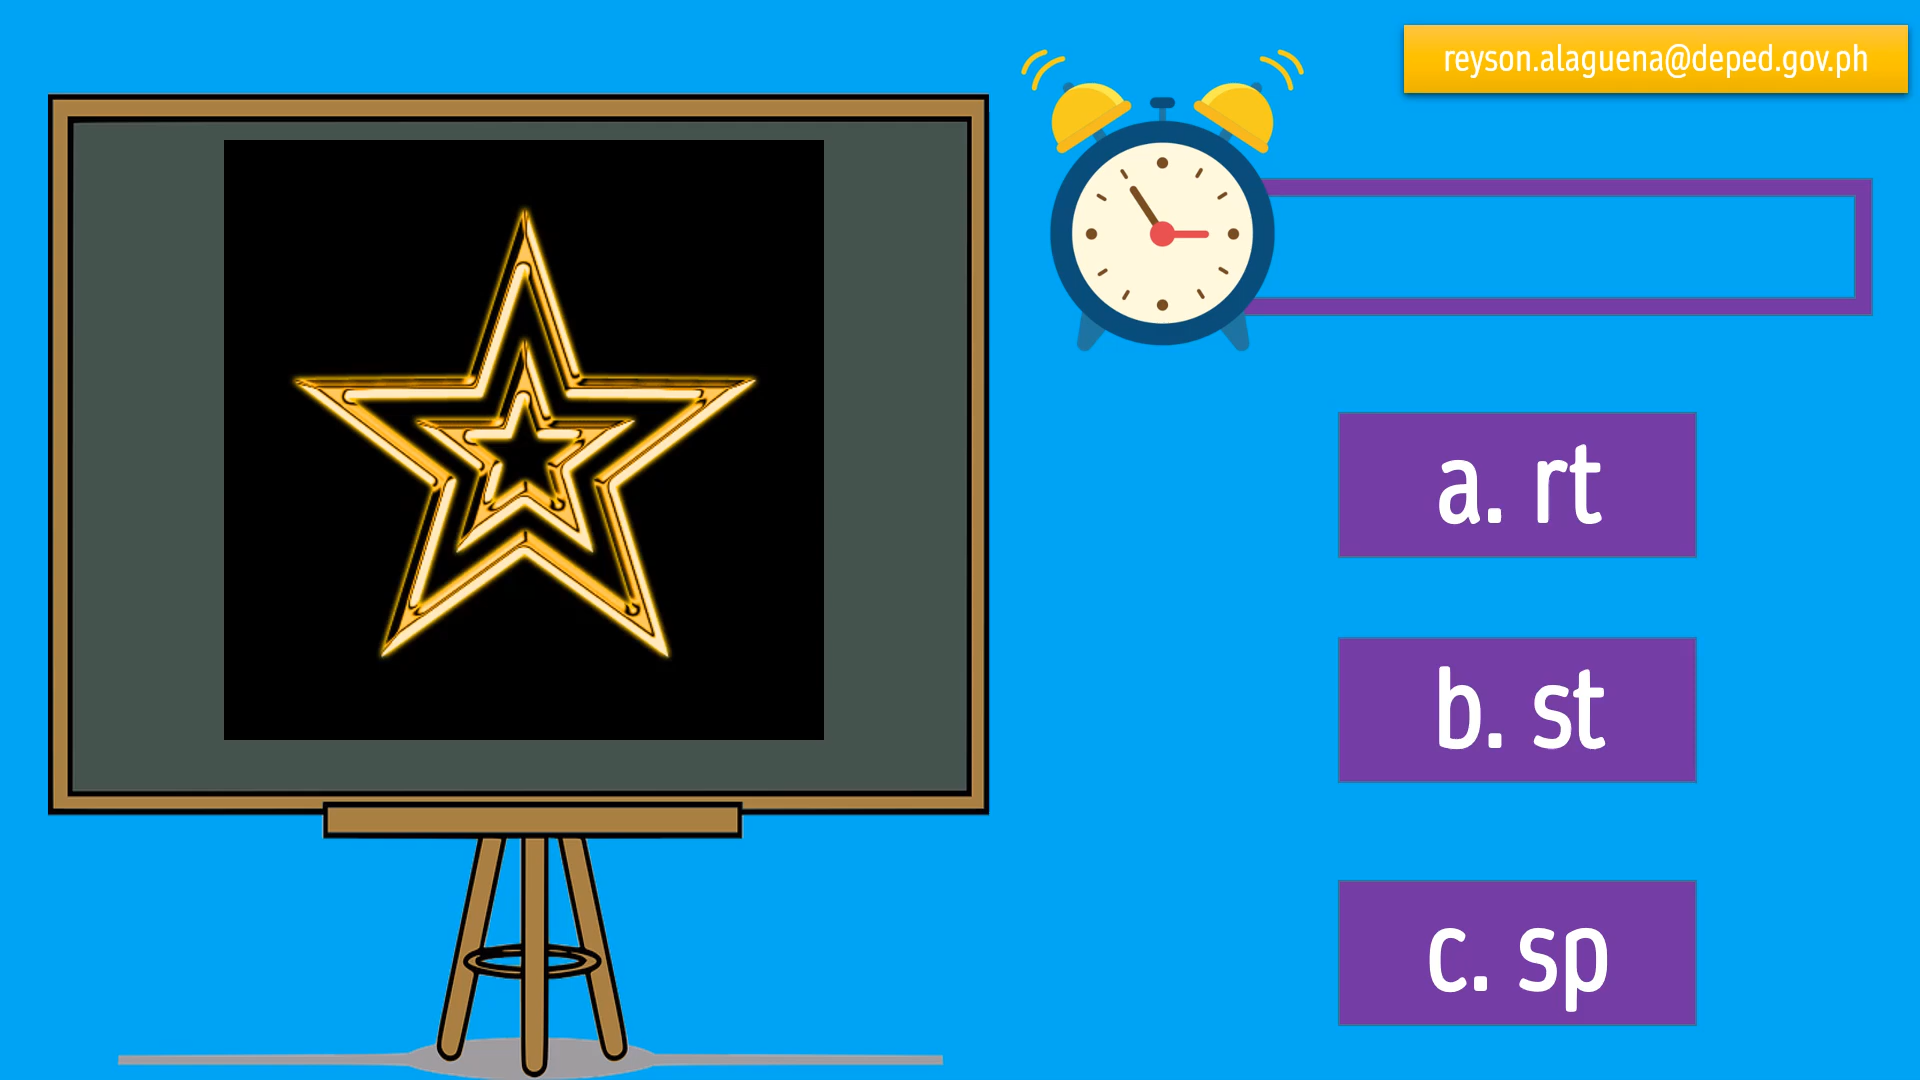 reyson.alaguena@deped.gov.ph
a. rt
b. st
c. sp